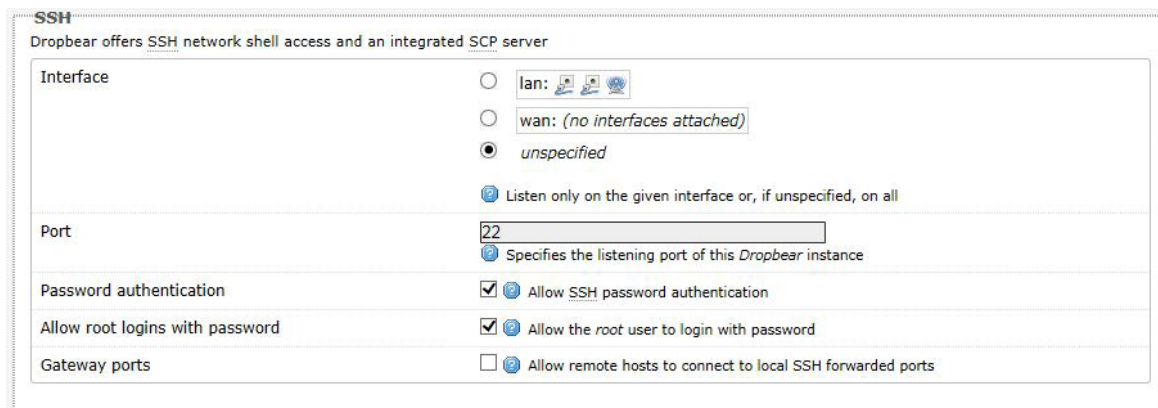 SSH
Dropbear offers SSH network shell access and an integrated SCP server
Interface
lan:
wan: (no interfaces attached)
unspecified
Listen only on the given interface or, if unspecified, on all
Port
22
Specifies the listening port of this Dropbear instance
Password authentication
Allow SSH password authentication
Allow root logins with password
Allow the root user to login with password
Gateway ports
Allow remote hosts to connect to local SSH forwarded ports